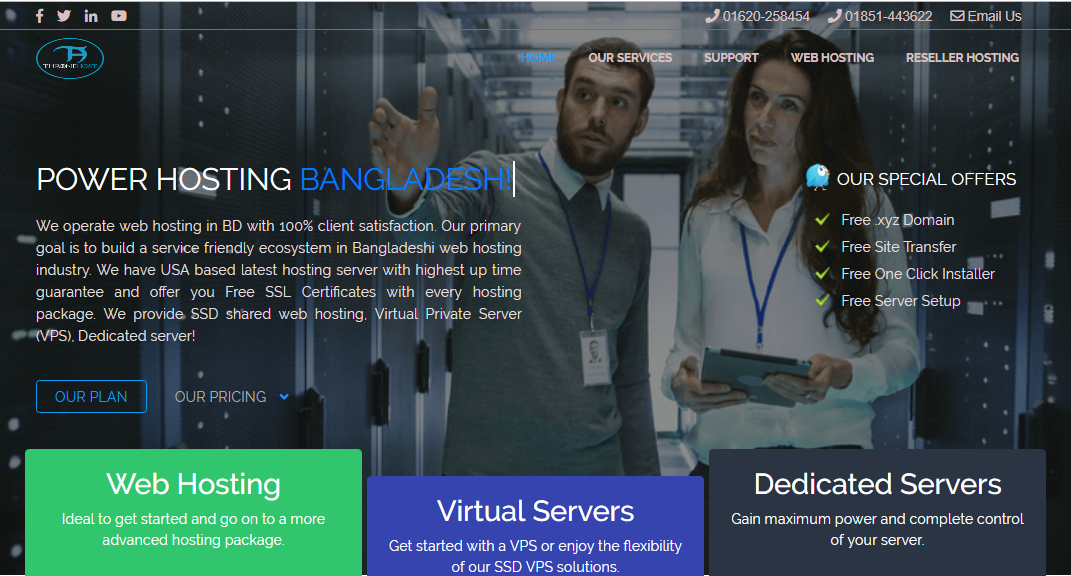 01620-258454 01851-443622 Email Us
THRONEHOST
HOME OUR SERVICES SUPPORT WEB HOSTING RESELLER HOSTING
POWER HOSTING BANGLADESH!
We operate web hosting in BD with 100% client satisfaction. Our primary
goal is to build a service friendly ecosystem in Bangladeshi web hosting
industry. We have USA based latest hosting server with highest up time
guarantee and offer you Free SSL Certificates with every hosting
package. We provide SSD shared web hosting, Virtual Private Server
(VPS), Dedicated server!
OUR PLAN OUR PRICING
OUR SPECIAL OFFERS
Free .xyz Domain
Free Site Transfer
Free One Click Installer
Free Server Setup
Web Hosting
Ideal to get started and go on to a more
advanced hosting package.
Virtual Servers
Get started with a VPS or enjoy the flexibility
of our SSD VPS solutions.
Dedicated Servers
Gain maximum power and complete control
of your server.